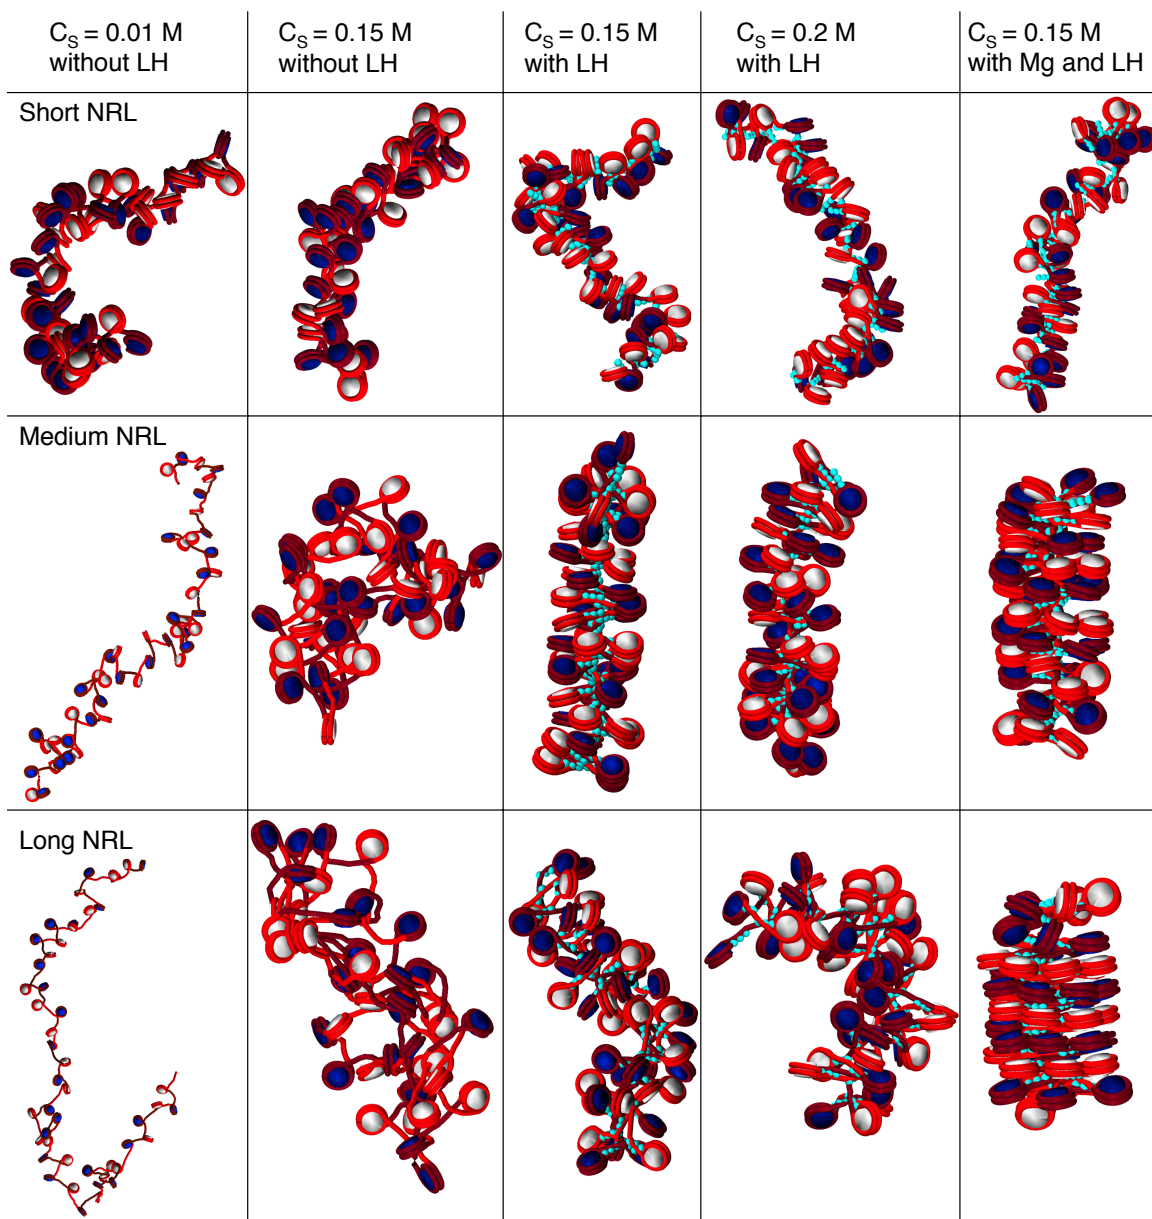 C_S = 0.01 M
without LH
C_S = 0.15 M
without LH
C_S = 0.15 M
with LH
C_S = 0.2 M
with LH
C_S = 0.15 M
with Mg and LH
Short NRL
Medium NRL
Long NRL